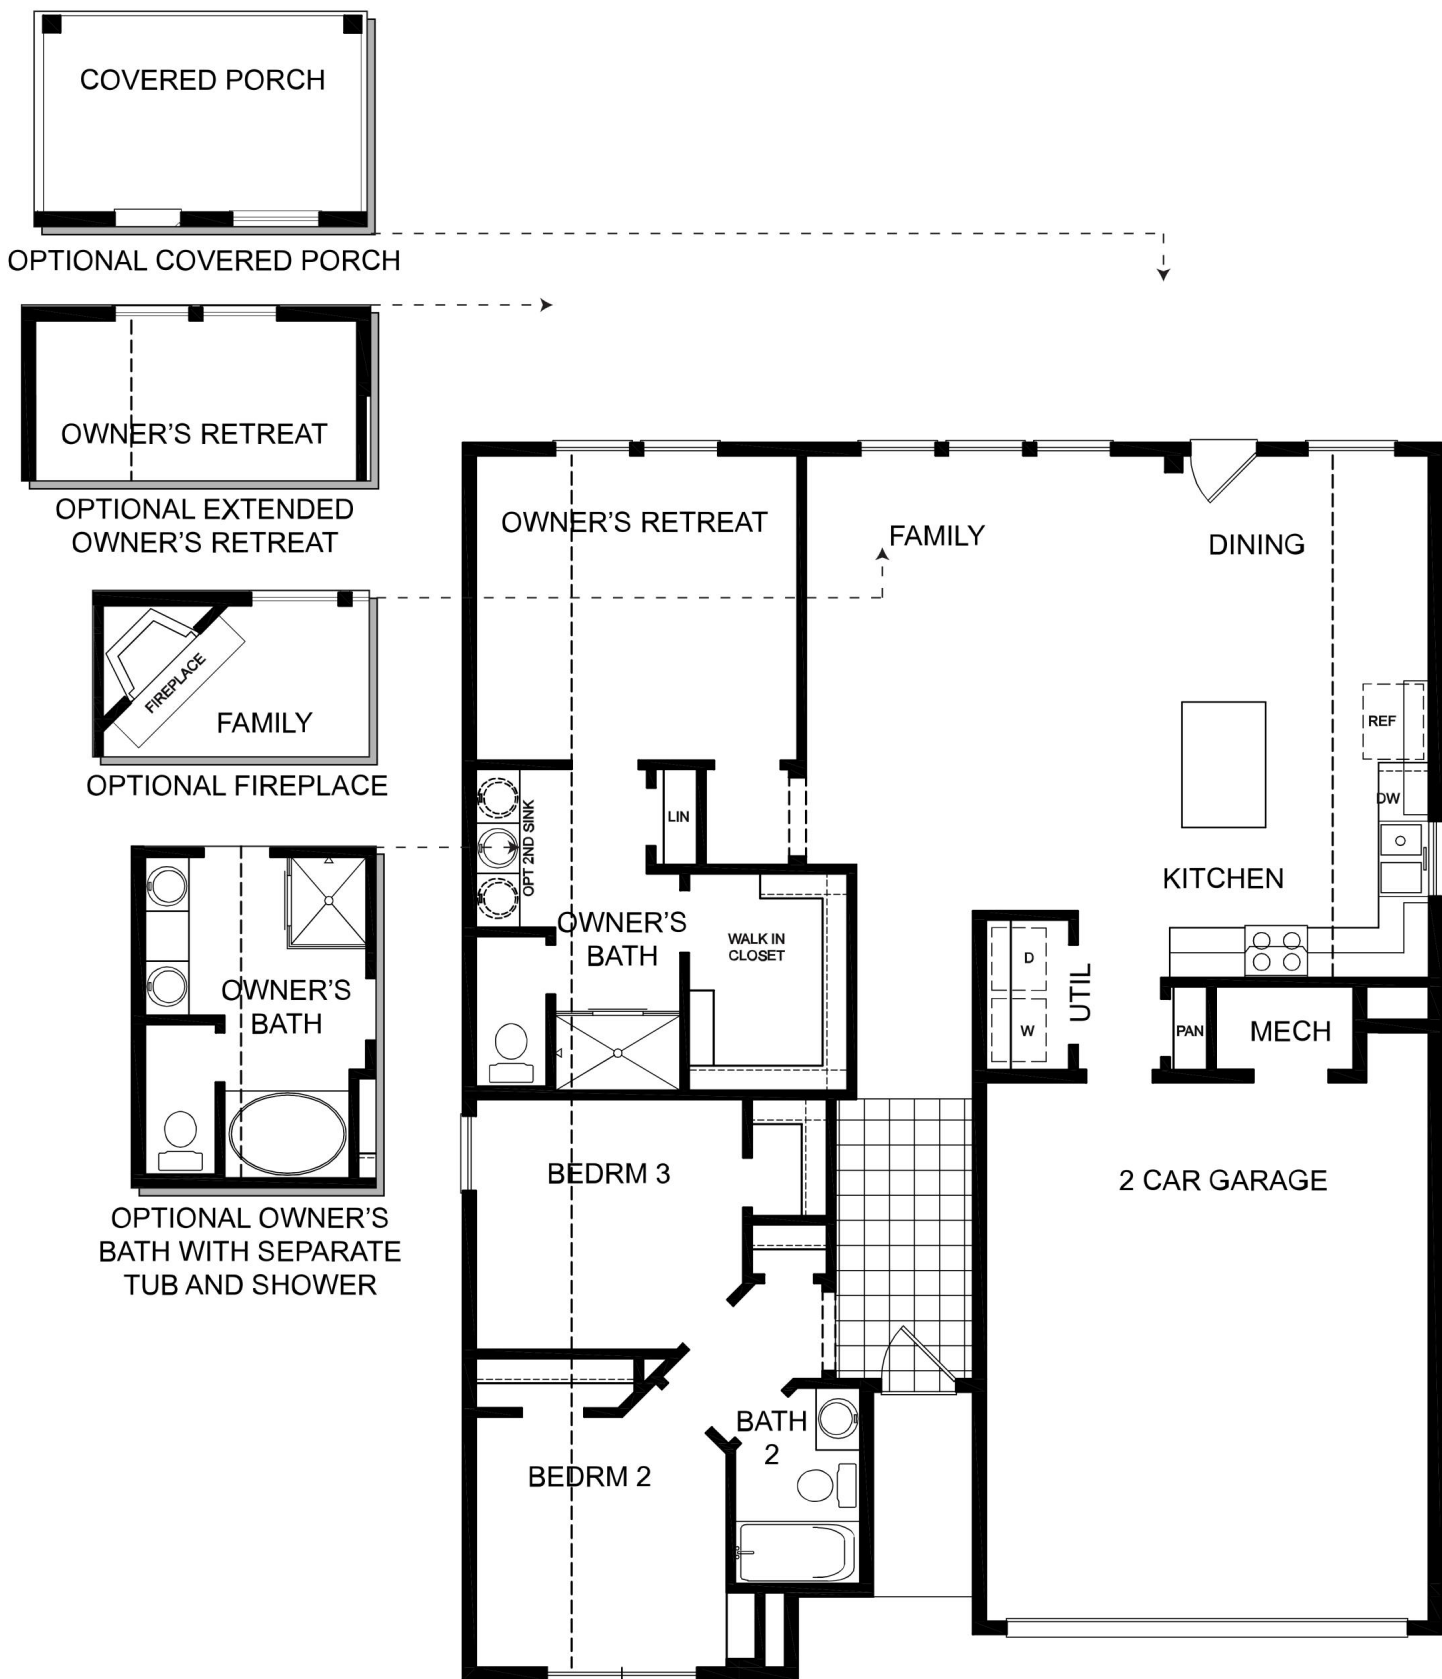 COVERED PORCH
OPTIONAL COVERED PORCH
OWNER'S RETREAT
OPTIONAL EXTENDED
OWNER'S RETREAT
FIREPLACE
FAMILY
OPTIONAL FIREPLACE
OWNER'S
BATH
OPTIONAL OWNER'S
BATH WITH SEPARATE
TUB AND SHOWER
OWNER'S RETREAT
FAMILY
DINING
REF
DW
KITCHEN
OPT 2ND SINK
LIN
OWNER'S
BATH
WALK IN
CLOSET
D
W
UTIL
PAN
MECH
BEDRM 3
2 CAR GARAGE
BATH
2
BEDRM 2